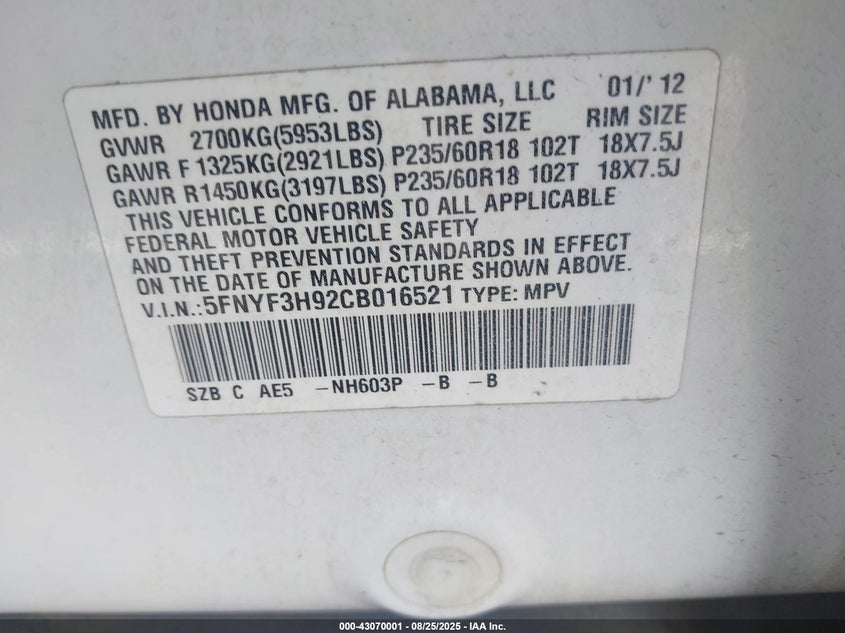 MFD. BY HONDA MFG. OF ALABAMA, LLC 01/' 12
GVWR 2700KG(5953LBS) TIRE SIZE RIM SIZE
GAWR F 1325KG(2921LBS) P235/60R18 102T 18X7.5J
GAWR R1450KG(3197LBS) P235/60R18 102T 18X7.5J
THIS VEHICLE CONFORMS TO ALL APPLICABLE
FEDERAL MOTOR VEHICLE SAFETY
AND THEFT PREVENTION STANDARDS IN EFFECT
ON THE DATE OF MANUFACTURE SHOWN ABOVE.
V.I.N.:5FNYF3H92CB016521 TYPE: MPV
SZB C AE5 -NH603P -B -B
000-43070001 - 08/25/2025 - IAA Inc.